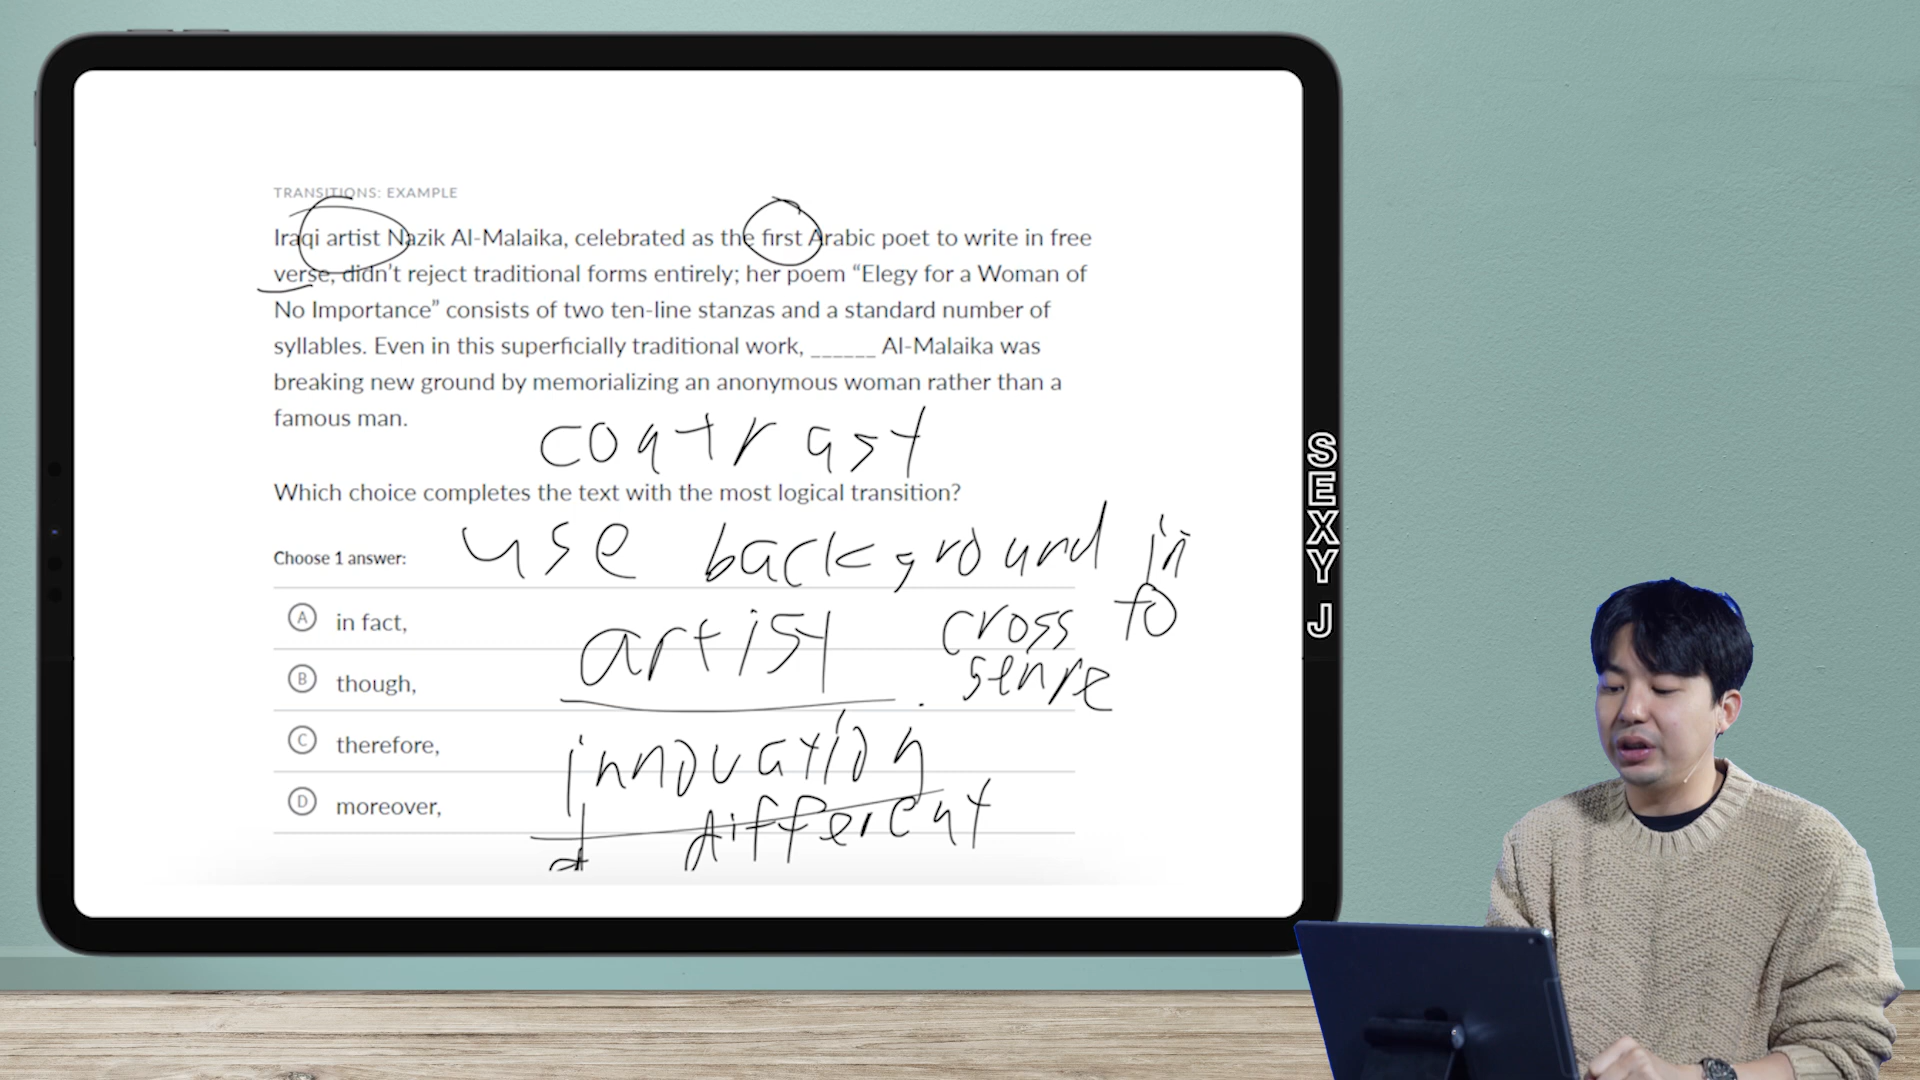 TRANSITIONS: EXAMPLE
Iraqi artist Nazik Al-Malaika, celebrated as the first Arabic poet to write in free
verse, didn't reject traditional forms entirely; her poem “Elegy for a Woman of
No Importance” consists of two ten-line stanzas and a standard number of
syllables. Even in this superficially traditional work, ______ Al-Malaika was
breaking new ground by memorializing an anonymous woman rather than a
famous man.
contrast
Which choice completes the text with the most logical transition?
use background in
to
Choose 1 answer:
A in fact,
artist
cross
sense
B though,
C therefore,
innovation
D moreover,
different
SEXY J